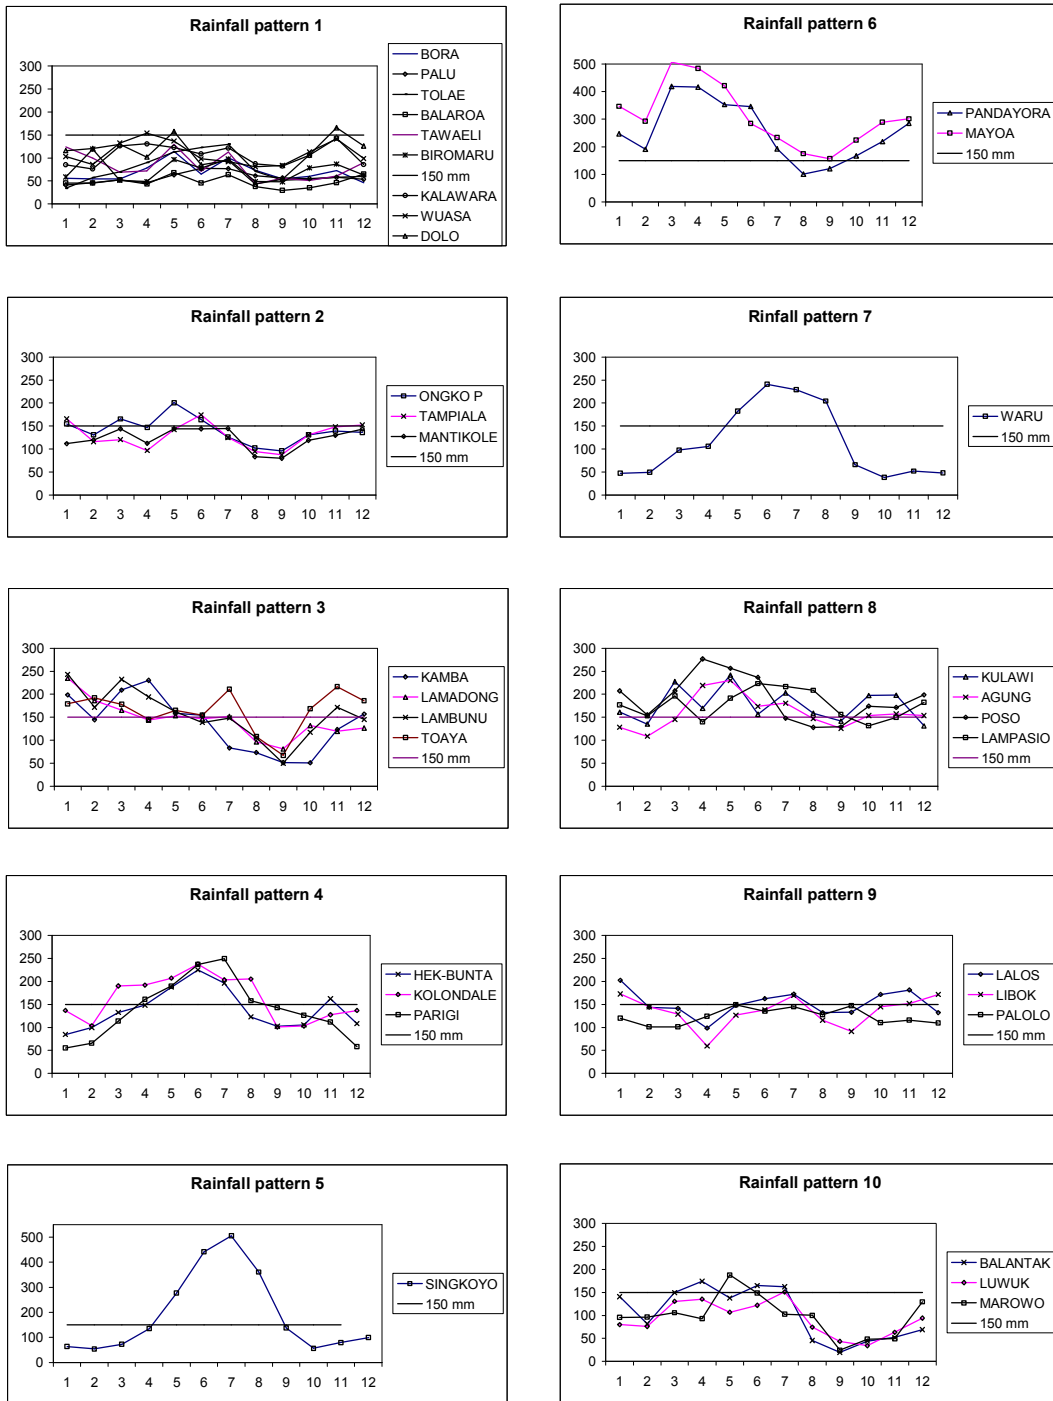 Rainfall pattern 1
300
250
200
150
100
50
0
1 2 3 4 5 6 7 8 9 10 11 12
BORA
PALU
TOLAE
BALAROA
TAWAELI
BIROMARU
150 mm
KALAWARA
WUASA
DOLO
Rainfall pattern 6
500
400
300
200
100
0
1 2 3 4 5 6 7 8 9 10 11 12
PANDAYORA
MAYOA
150 mm
Rainfall pattern 2
300
250
200
150
100
50
0
1 2 3 4 5 6 7 8 9 10 11 12
ONGKO P
TAMPIALA
MANTIKOLE
150 mm
Rinfall pattern 7
300
250
200
150
100
50
0
1 2 3 4 5 6 7 8 9 10 11 12
WARU
150 mm
Rainfall pattern 3
300
250
200
150
100
50
0
1 2 3 4 5 6 7 8 9 10 11 12
KAMBA
LAMADONG
LAMBUNU
TOAYA
150 mm
Rainfall pattern 8
300
250
200
150
100
50
0
1 2 3 4 5 6 7 8 9 10 11 12
KULAWI
AGUNG
POSO
LAMPASIO
150 mm
Rainfall pattern 4
300
250
200
150
100
50
0
1 2 3 4 5 6 7 8 9 10 11 12
HEK-BUNTA
KOLONDALE
PARIGI
150 mm
Rainfall pattern 9
300
250
200
150
100
50
0
1 2 3 4 5 6 7 8 9 10 11 12
LALOS
LIBOK
PALOLO
150 mm
Rainfall pattern 5
500
400
300
200
100
0
1 2 3 4 5 6 7 8 9 10 11 12
SINGKOYO
150 mm
Rainfall pattern 10
300
250
200
150
100
50
0
1 2 3 4 5 6 7 8 9 10 11 12
BALANTAK
LUWUK
MAROWO
150 mm